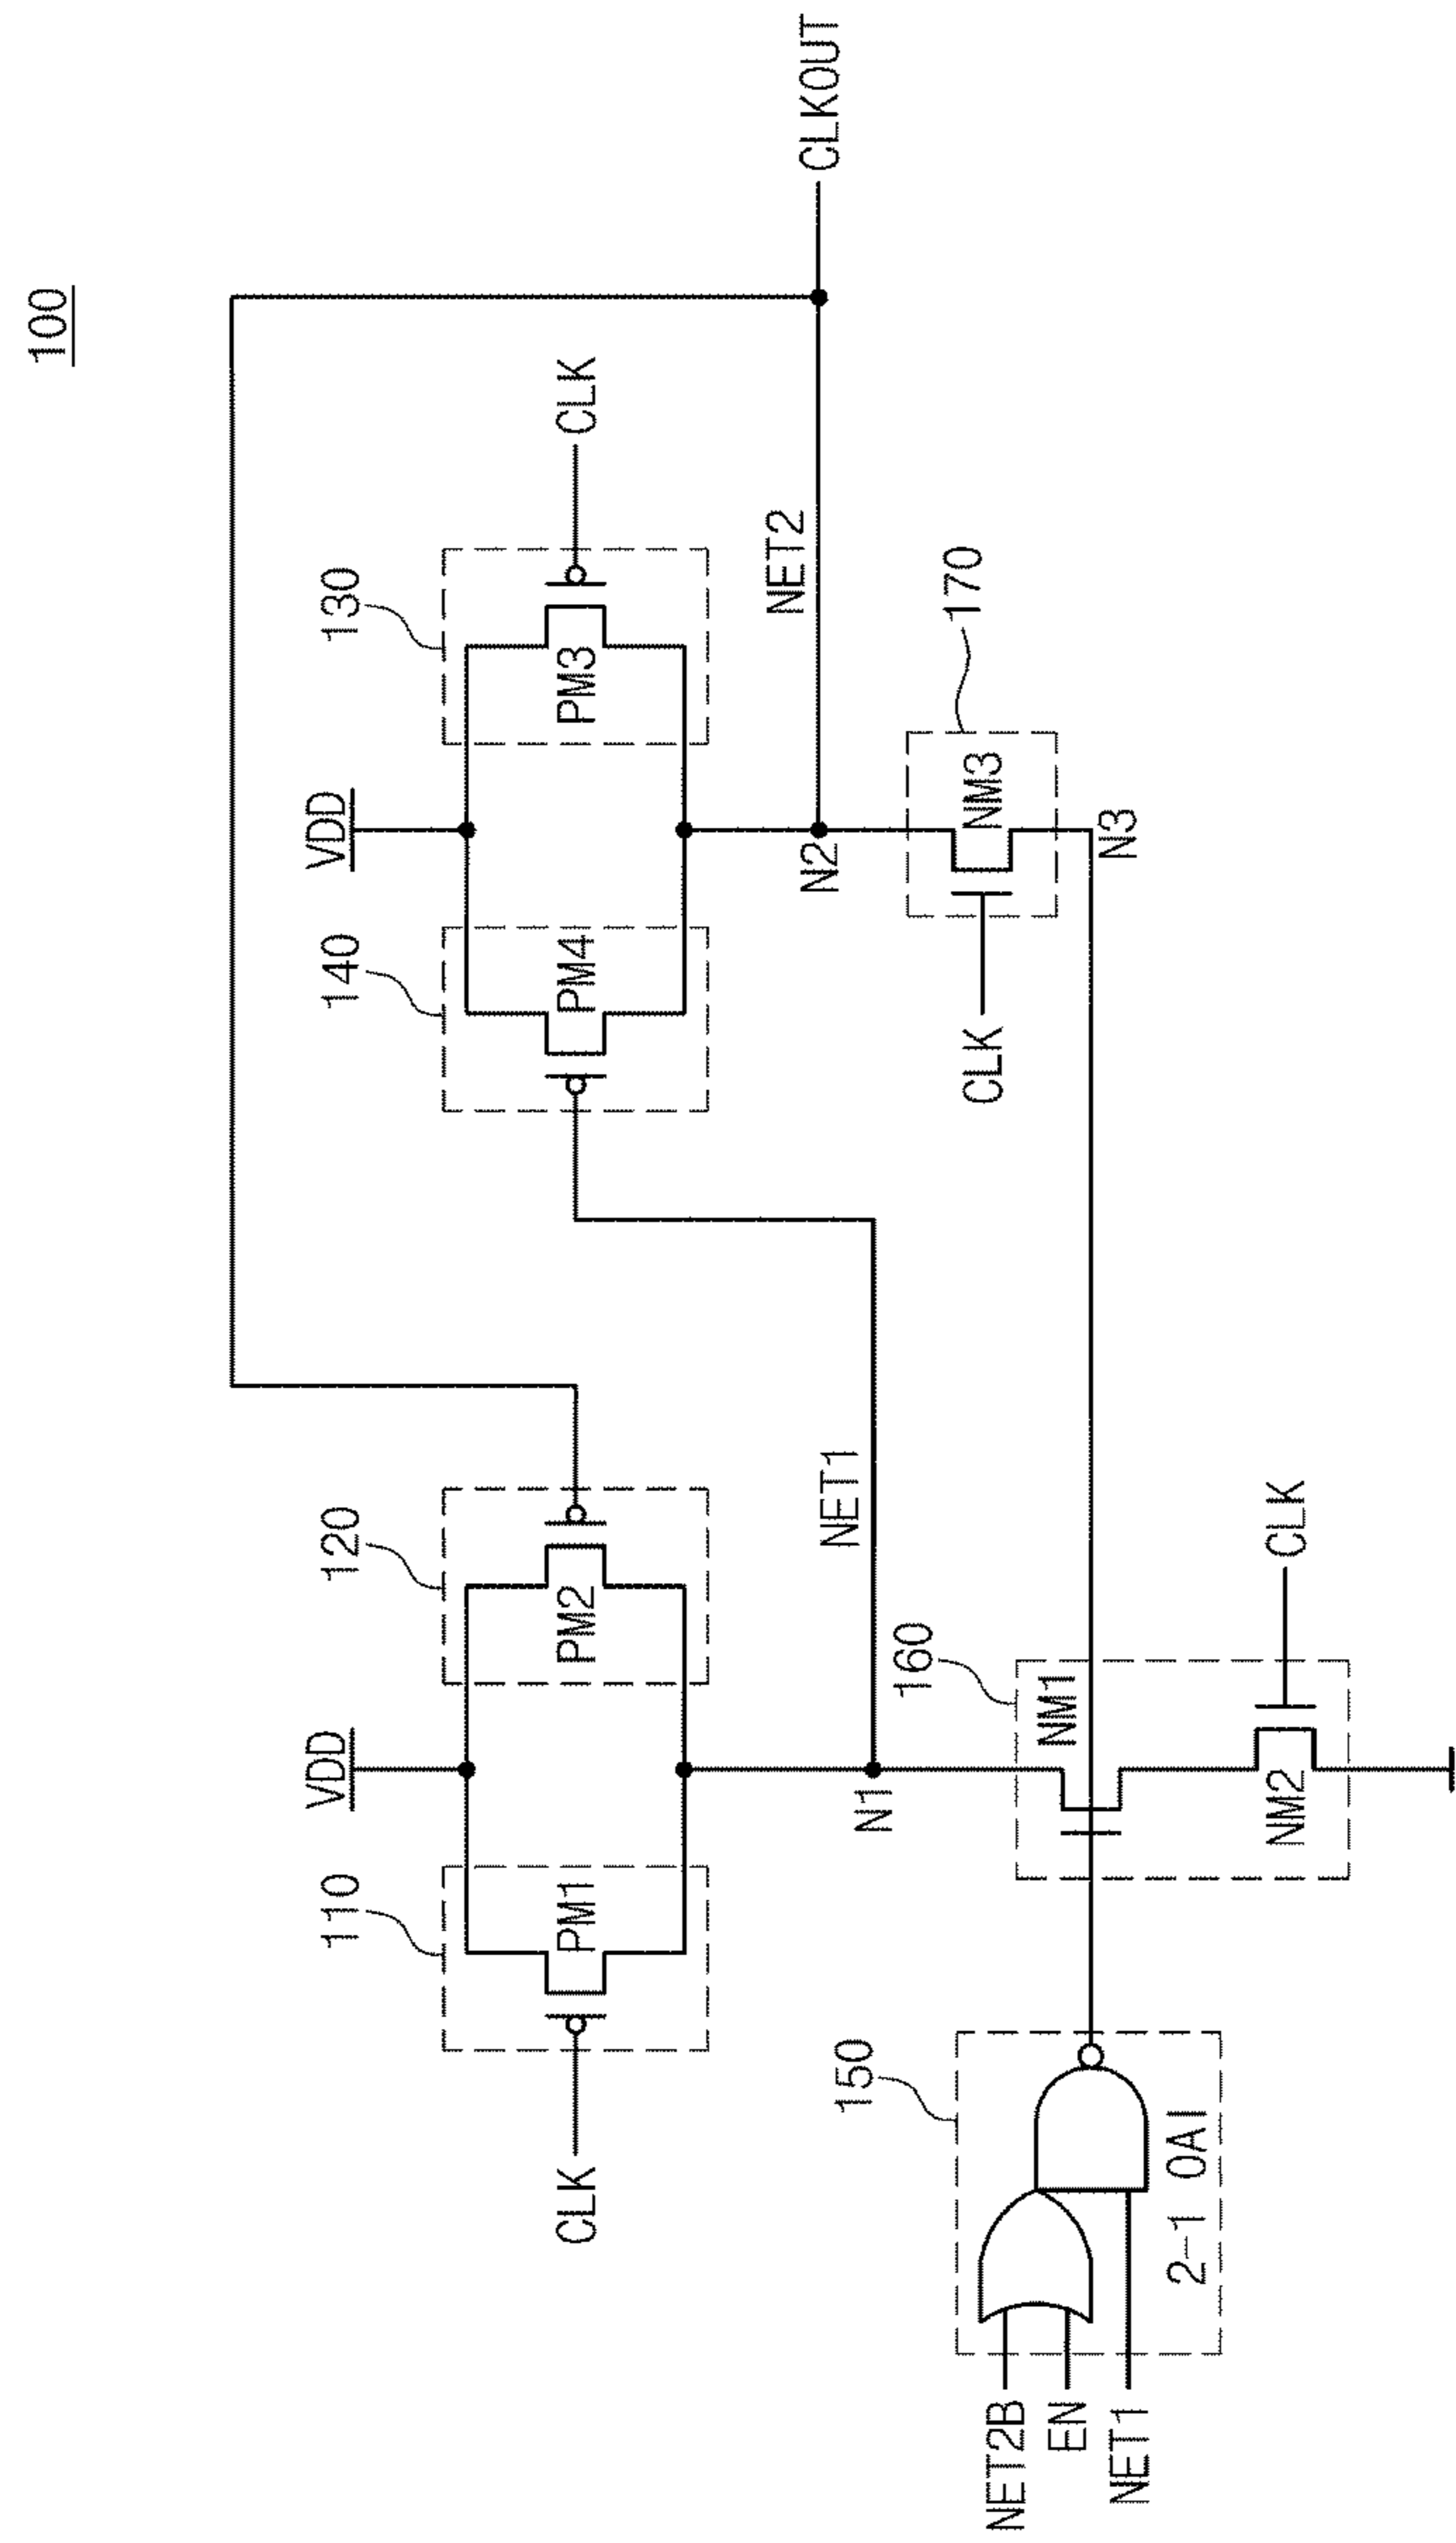 100
VDD
VDD
110
120
140
130
CLK
PM1
PM2
PM4
PM3
CLK
NET1
NET2
N1
N2
CLKOUT
150
160
CLK
NM3
170
NET2B
EN
NET1
2-1 OAI
NM1
N3
NM2
CLK